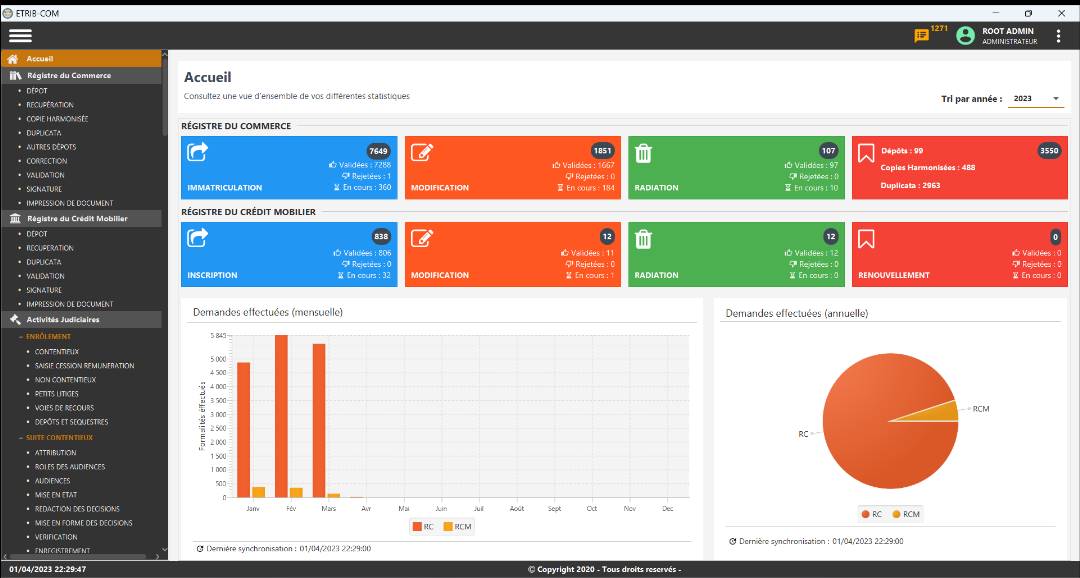 ETRIB-COM
1271
ROOT ADMIN
ADMINISTRATEUR
Accueil
Régistre du Commerce
DÉPOT
RECUPÉRATION
COPIE HARMONISÉE
DUPLICATA
AUTRES DÉPOTS
CORRECTION
VALIDATION
SIGNATURE
IMPRESSION DE DOCUMENT
Régistre du Crédit Mobilier
DÉPOT
RECUPERATION
DUPLICATA
VALIDATION
SIGNATURE
IMPRESSION DE DOCUMENT
Activités Judiciaires
– ENRÔLEMENT
CONTENTIEUX
SAISIE CESSION REMUNERATION
NON CONTENTIEUX
PETITS LITIGES
VOIES DE RECOURS
DEPÔTS ET SEQUESTRES
– SUITE CONTENTIEUX
ATTRIBUTION
ROLES DES AUDIENCES
AUDIENCES
MISE EN ETAT
REDACTION DES DECISIONS
MISE EN FORME DES DECISIONS
VERIFICATION
ENREGISTREMENT
Accueil
Consultez une vue d'ensemble de vos différentes statistiques
Tri par année : 2023
RÉGISTRE DU COMMERCE
7649
Validées : 7288
Rejetées : 1
En cours : 360
IMMATRICULATION
1851
Validées : 1667
Rejetées : 0
En cours : 184
MODIFICATION
107
Validées : 97
Rejetées : 0
En cours : 10
RADIATION
3550
Dépôts : 99
Copies Harmonisées : 488
Duplicata : 2963
RÉGISTRE DU CRÉDIT MOBILIER
838
Validées : 806
Rejetées : 0
En cours : 32
INSCRIPTION
12
Validées : 11
Rejetées : 0
En cours : 1
MODIFICATION
12
Validées : 12
Rejetées : 0
En cours : 0
RADIATION
0
Validées : 0
Rejetées : 0
En cours : 0
RENOUVELLEMENT
Demandes effectuées (mensuelle)
Formalités éffectués
5 845
5 000
4 500
4 000
3 500
3 000
2 500
2 000
1 500
1 000
500
0
Janv Fév Mars Avr Mai Juin Juil Août Sept Oct Nov Dec
RC RCM
Dernière synchronisation : 01/04/2023 22:29:00
Demandes effectuées (annuelle)
RCM
RC
RC RCM
Dernière synchronisation : 01/04/2023 22:29:00
01/04/2023 22:29:47
© Copyright 2020 - Tous droits reservés -